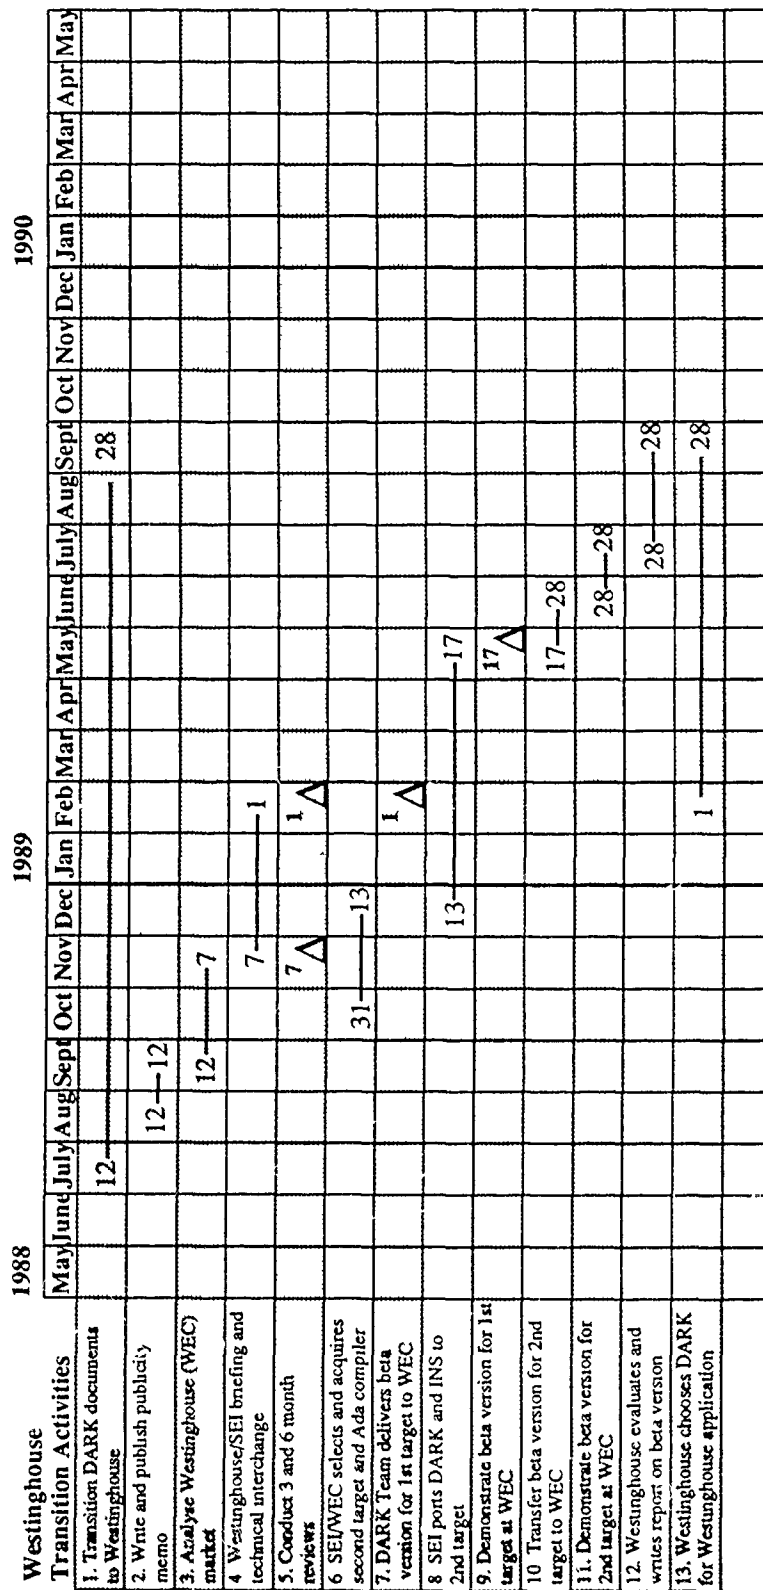 Westinghouse
Transition Activities
1988
1989
1990
May June July Aug Sept Oct Nov Dec Jan Feb Mar Apr May June July Aug Sept Oct Nov Dec Jan Feb Mar Apr May
1. Transition DARK documents
to Westinghouse
12 28
2. Write and publish publicity
memo
12 12
3. Analyse Westinghouse (WEC)
market
12 7
4 Westinghouse/SEI briefing and
technical interchange
7 1
5. Conduct 3 and 6 month
reviews
7 1
6 SEI/WEC selects and acquires
second target and Ada compiler
31 13
7. DARK Team delivers beta
version for 1st target to WEC
1
8 SEI ports DARK and INS to
2nd target
13 17
9. Demonstrate beta version for 1st
target at WEC
17
10 Transfer beta version for 2nd
target to WEC
17 28
11. Demonstrate beta version for
2nd target at WEC
28 28
12. Westinghouse evaluates and
writes report on beta version
28 28
13. Westinghouse chooses DARK
for Westinghouse application
1 28